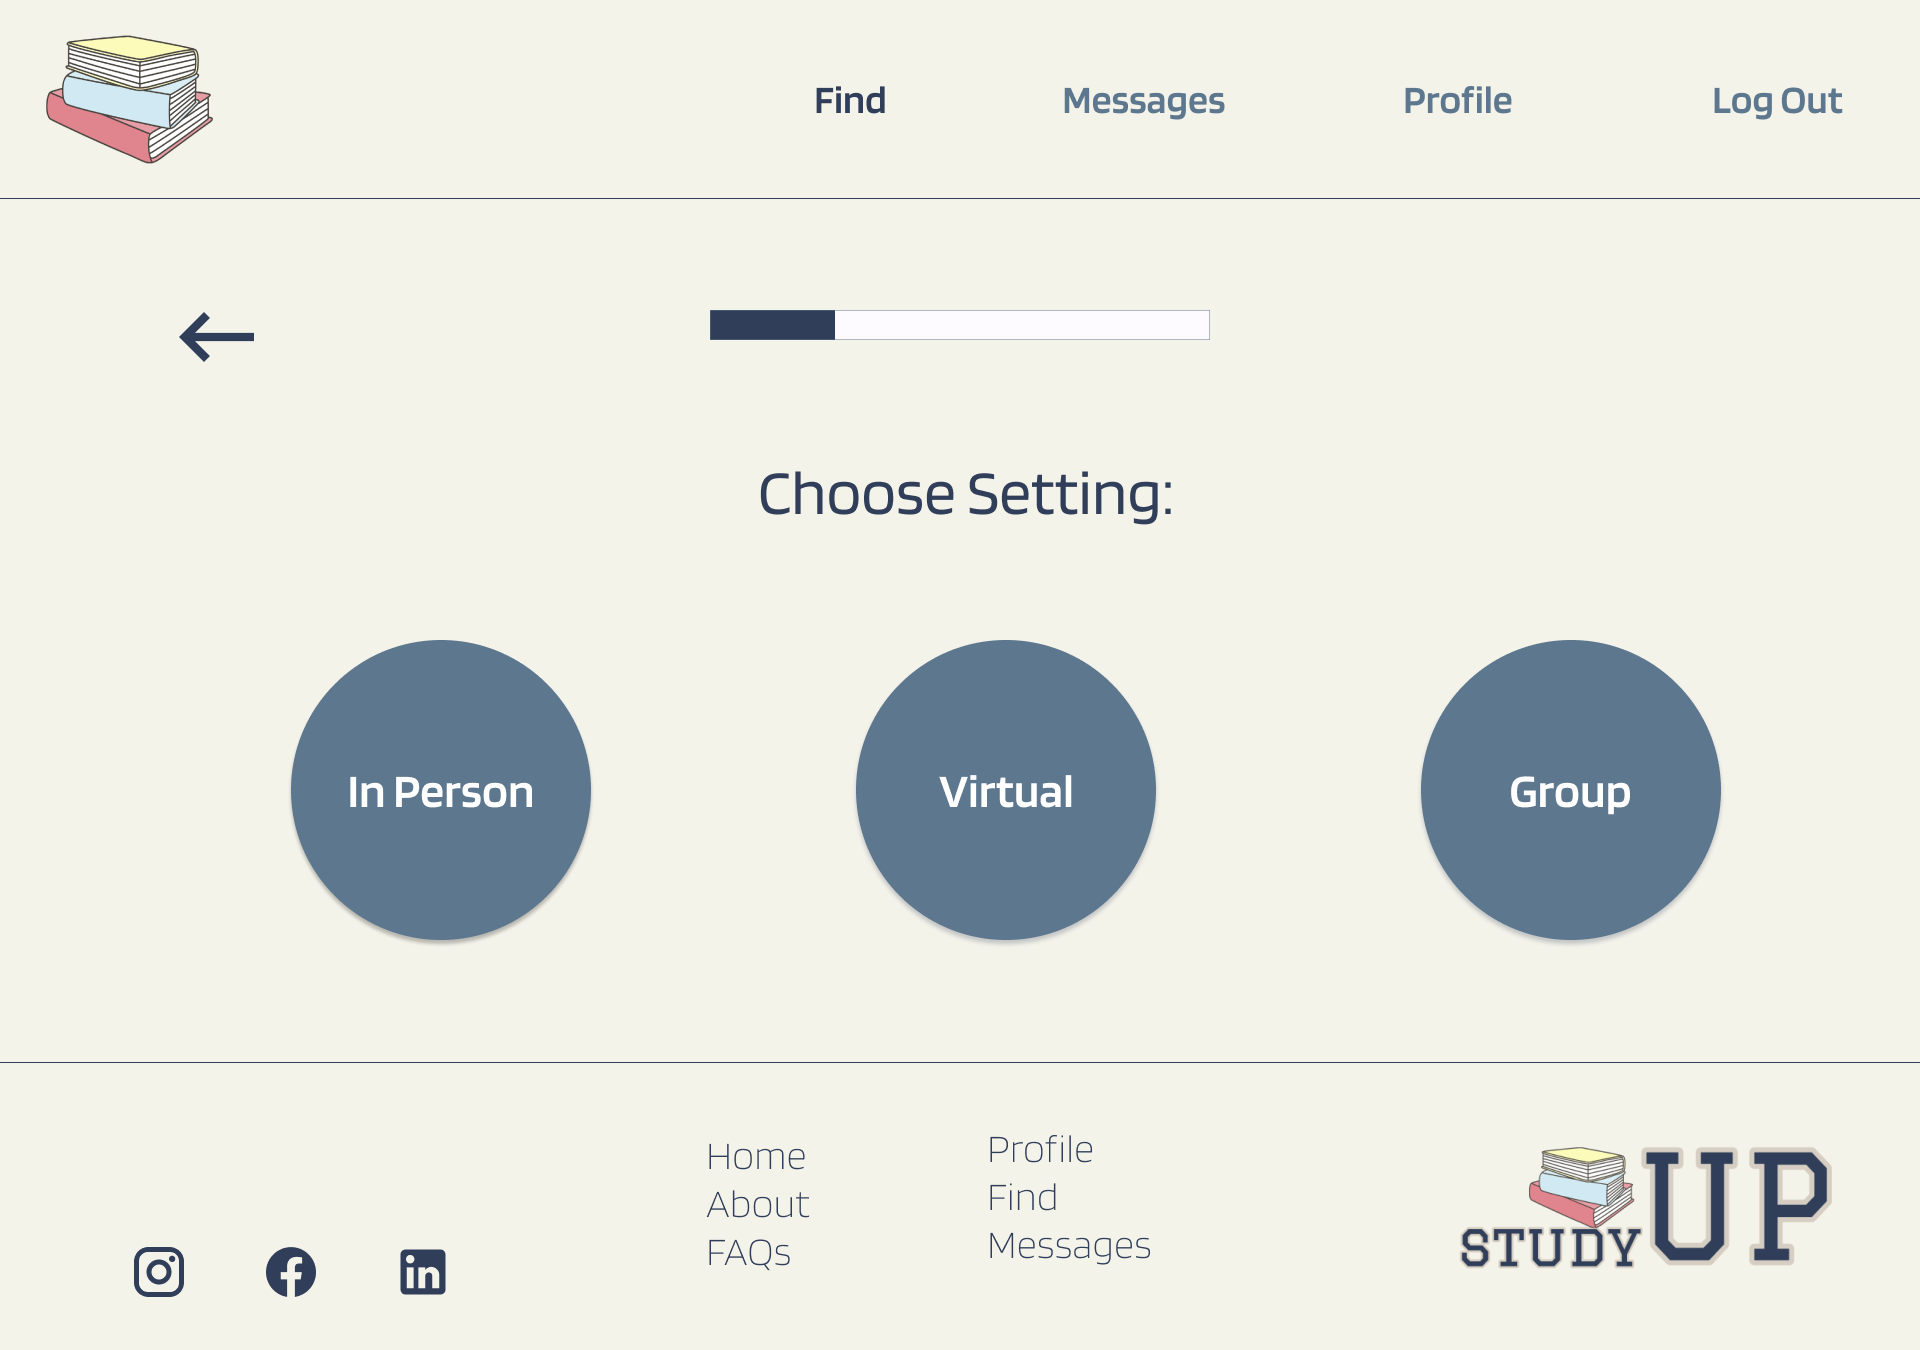 Find
Messages
Profile
Log Out
Choose Setting:
In Person
Virtual
Group
Home
About
FAQs
Profile
Find
Messages
STUDY UP